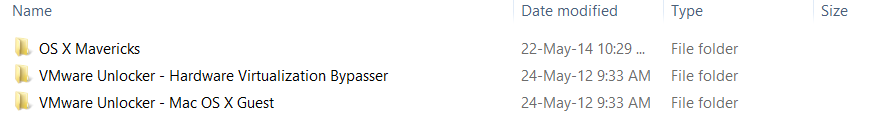 Name Date modified Type Size
OS X Mavericks 22-May-14 10:29 ... File folder
VMware Unlocker - Hardware Virtualization Bypasser 24-May-12 9:33 AM File folder
VMware Unlocker - Mac OS X Guest 24-May-12 9:33 AM File folder